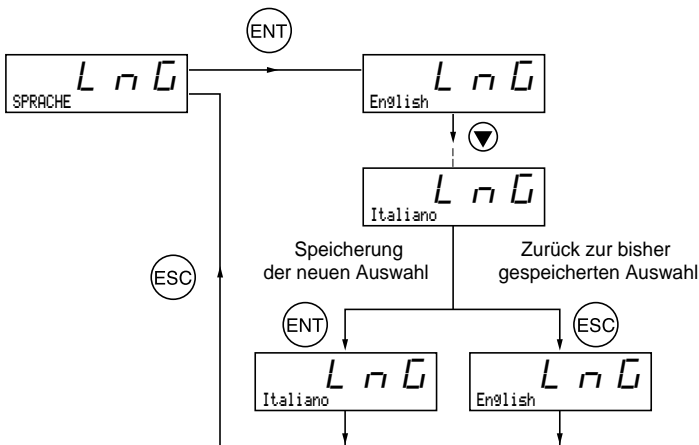 ENT
LnG
SPRACHE
LnG
English
▼
LnG
Italiano
Speicherung
der neuen Auswahl
Zurück zur bisher
gespeicherten Auswahl
ESC
ENT
ESC
LnG
Italiano
LnG
English